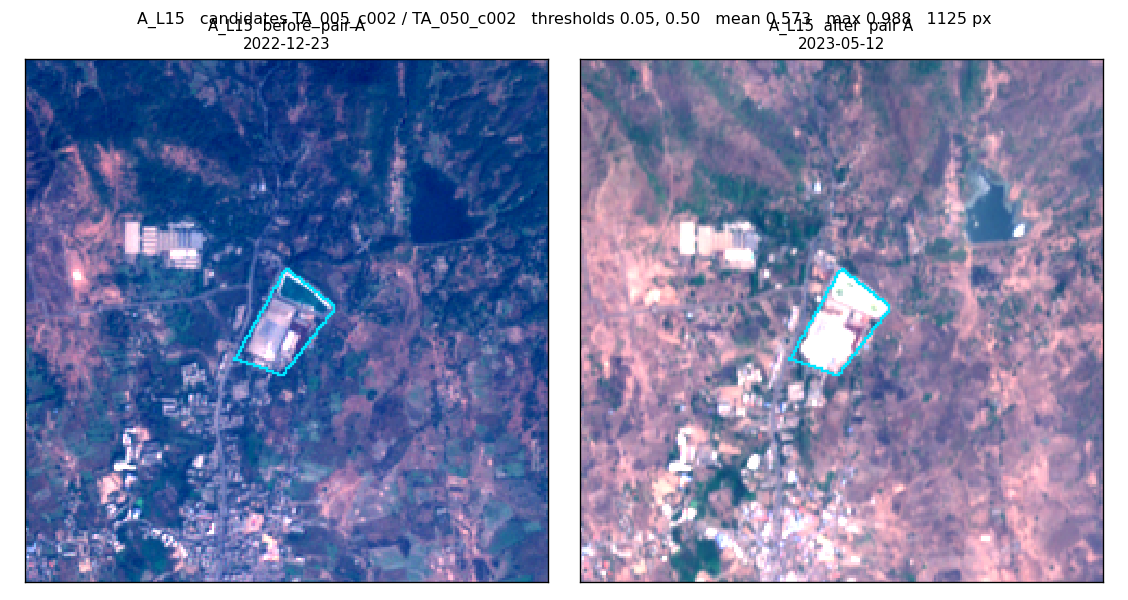 A_L15   candidates TA_005_c002 / TA_050_c002   thresholds 0.05, 0.50   mean 0.573   max 0.988   1125 px
A_L15  before  pair A
2022-12-23
A_L15  after  pair A
2023-05-12